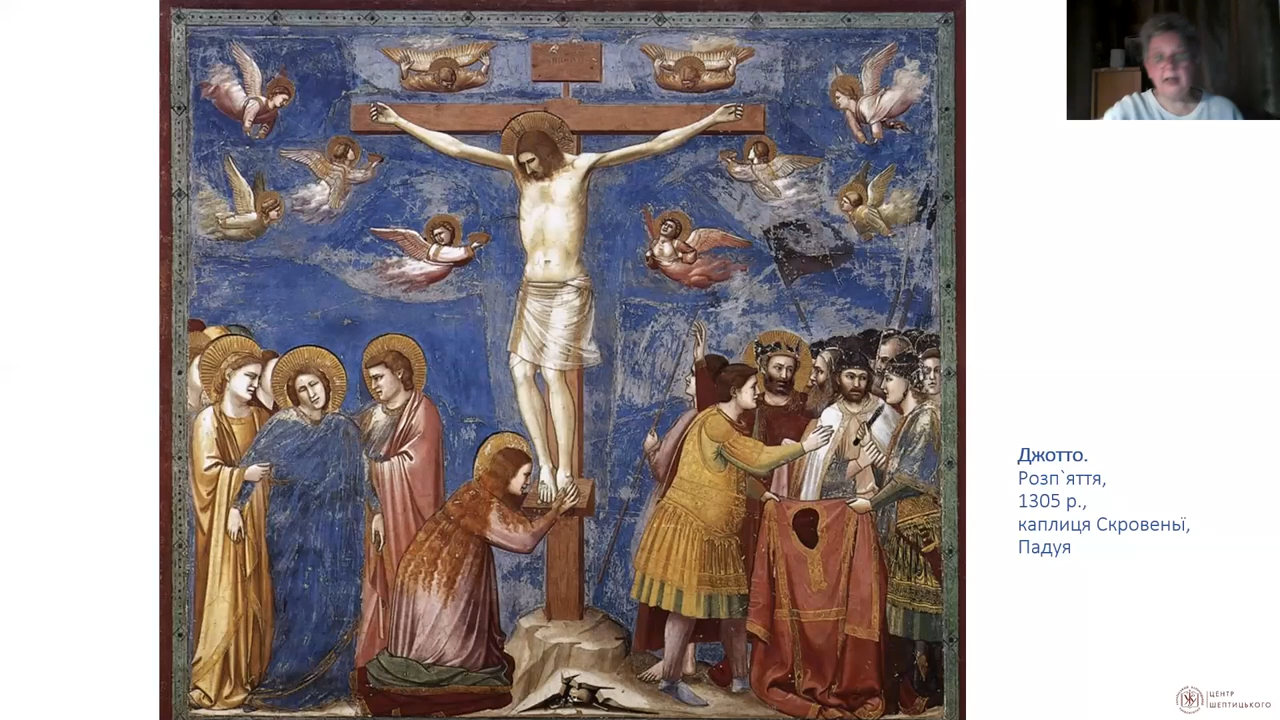 Джотто.
Розп`яття,
1305 р.,
каплиця Скровеньї,
Падуя
ЦЕНТР
ШЕПТИЦЬКОГО